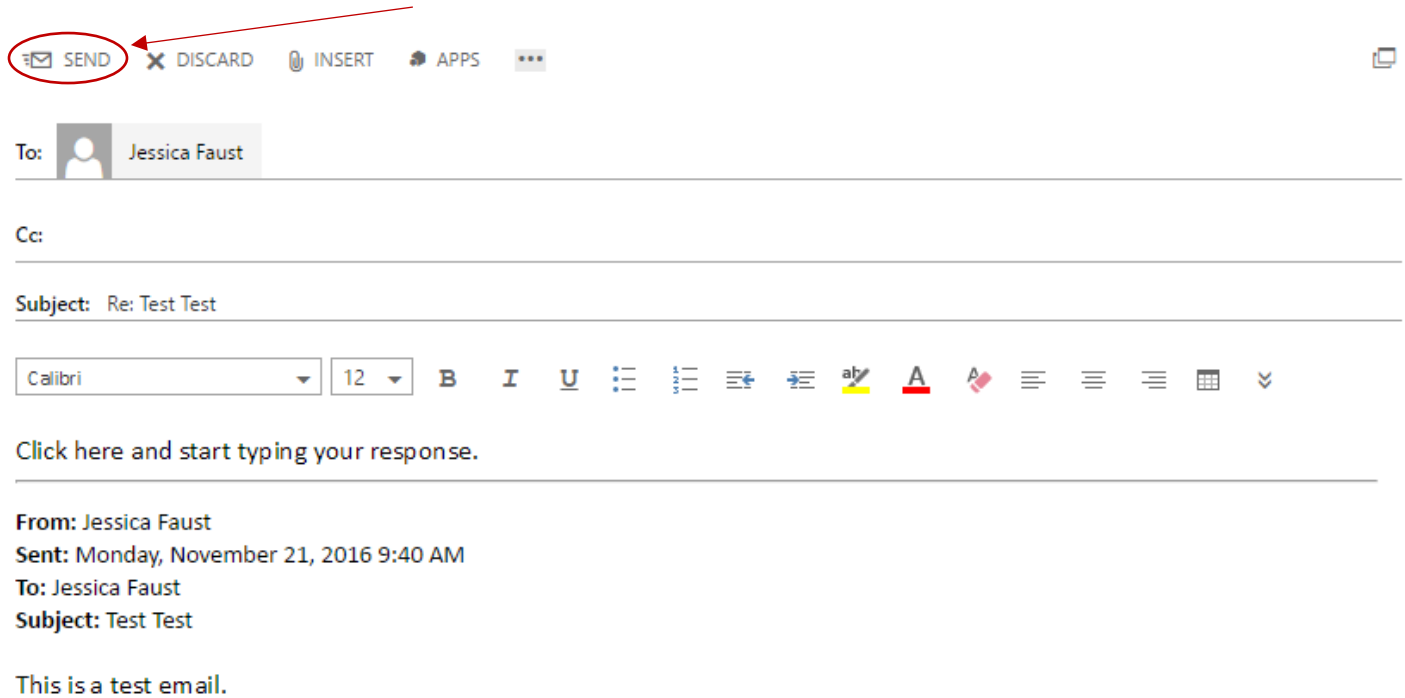 SEND DISCARD INSERT APPS •••
To: Jessica Faust
Cc:
Subject: Re: Test Test
Calibri 12 B I U ab A A
Click here and start typing your response.
From: Jessica Faust
Sent: Monday, November 21, 2016 9:40 AM
To: Jessica Faust
Subject: Test Test
This is a test email.